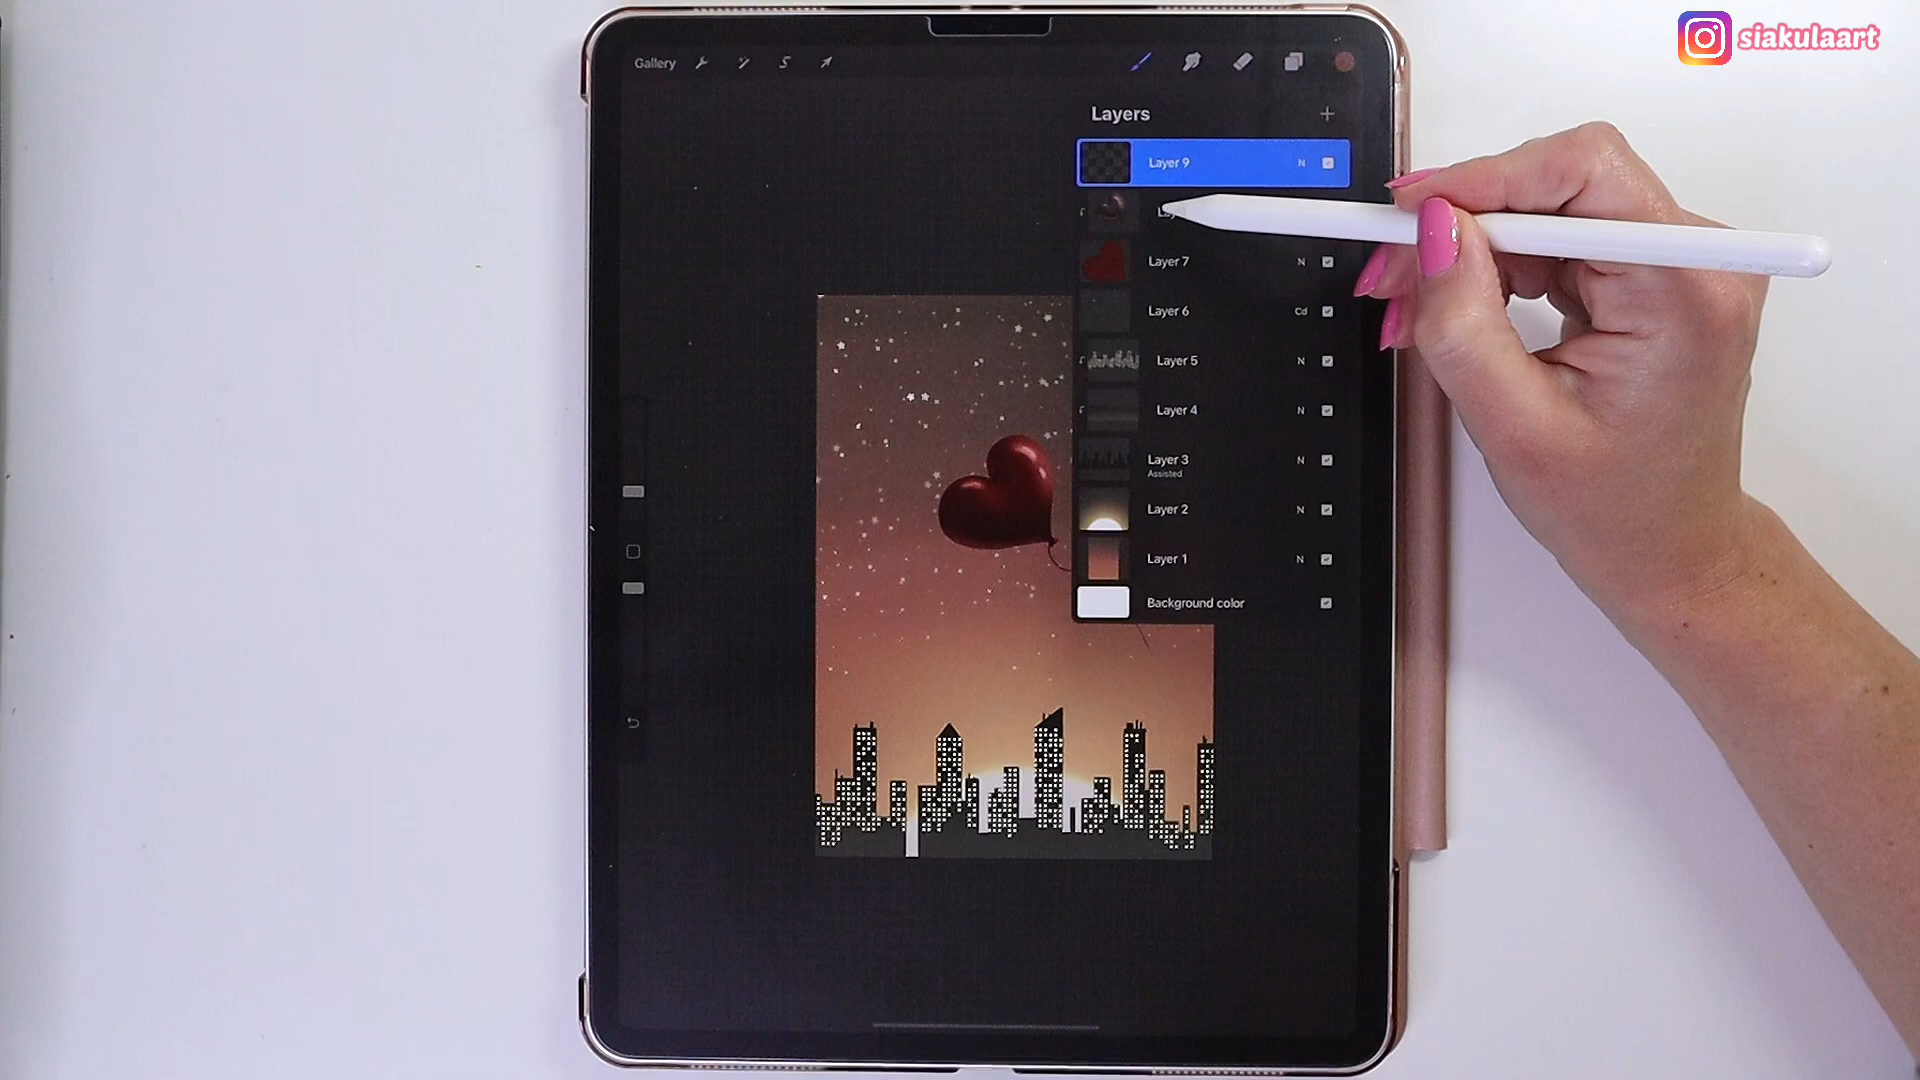 siakulaart
Gallery
Layers
Layer 9 N
Layer 7 N
Layer 6 Cd
Layer 5 N
Layer 4 N
Layer 3 N
Assisted
Layer 2 N
Layer 1 N
Background color